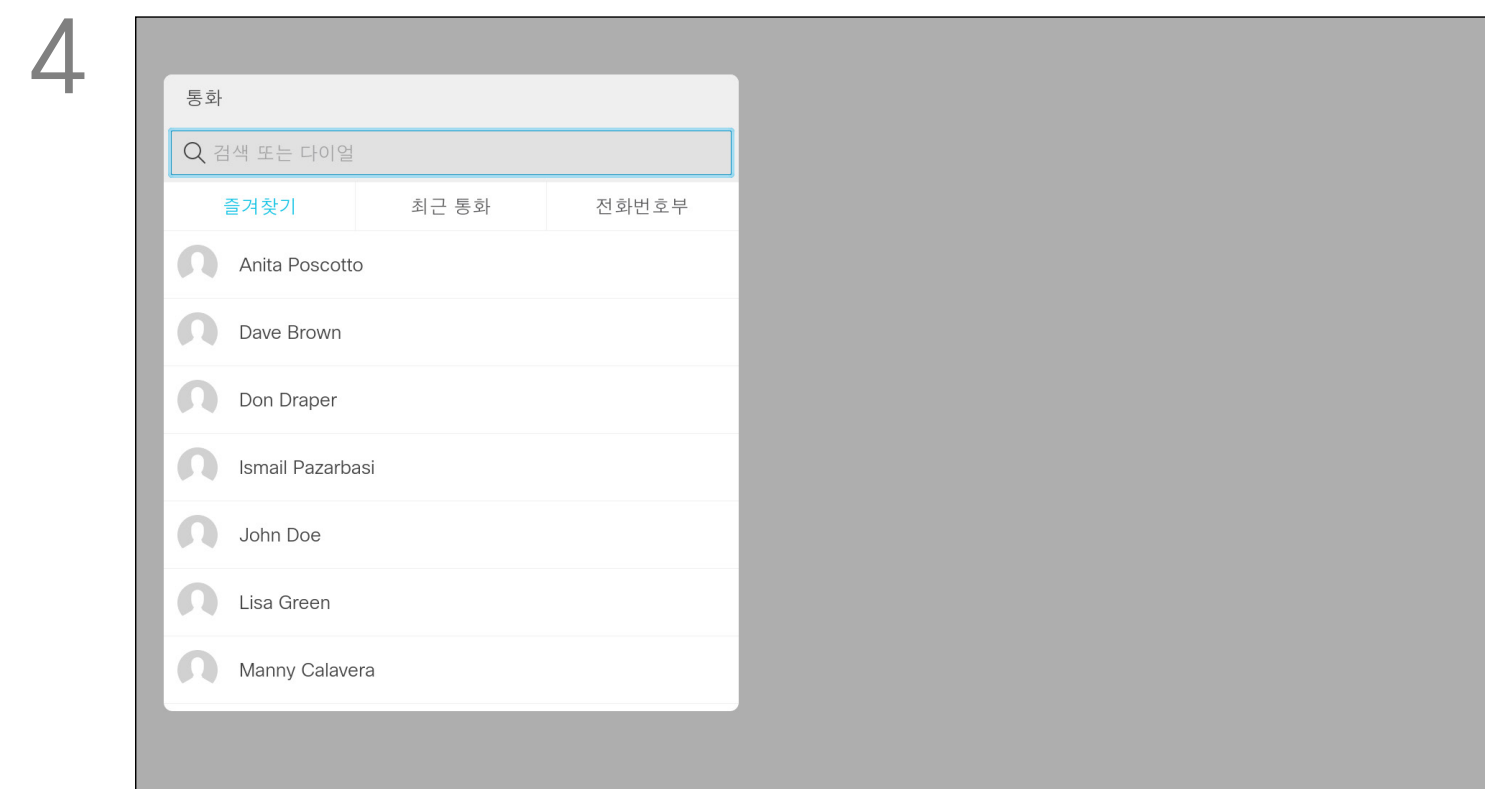 4
통화
검색 또는 다이얼
즐겨찾기 최근 통화 전화번호부
Anita Poscotto
Dave Brown
Don Draper
Ismail Pazarbasi
John Doe
Lisa Green
Manny Calavera